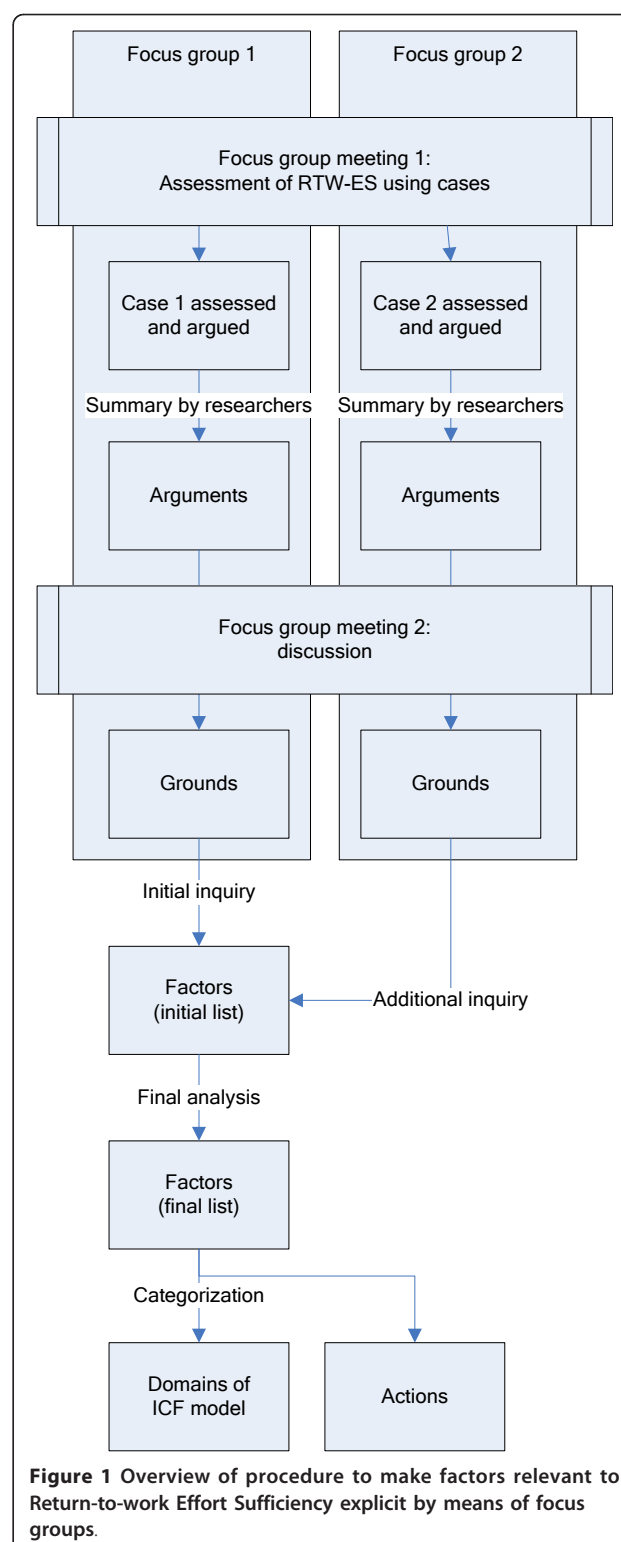 Focus group 1
Focus group 2
Focus group meeting 1:
Assessment of RTW-ES using cases
Case 1 assessed
and argued
Case 2 assessed
and argued
Summary by researchers
Summary by researchers
Arguments
Arguments
Focus group meeting 2:
discussion
Grounds
Grounds
Initial inquiry
Factors
(initial list)
Additional inquiry
Final analysis
Factors
(final list)
Categorization
Domains of
ICF model
Actions
Figure 1 Overview of procedure to make factors relevant to
Return-to-work Effort Sufficiency explicit by means of focus
groups.